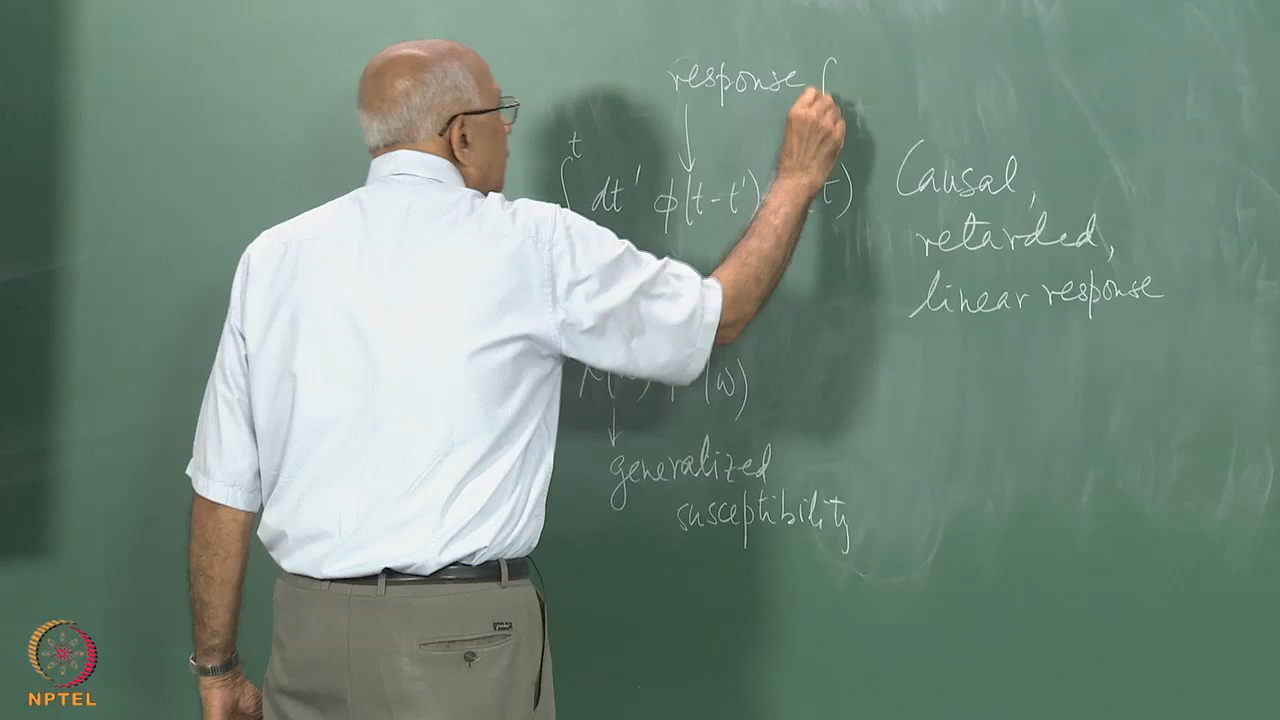 response f
t
∫ dt' ϕ(t-t') t)
Causal,
retarded,
linear response
(ω)
↓
generalized
susceptibility
NPTEL